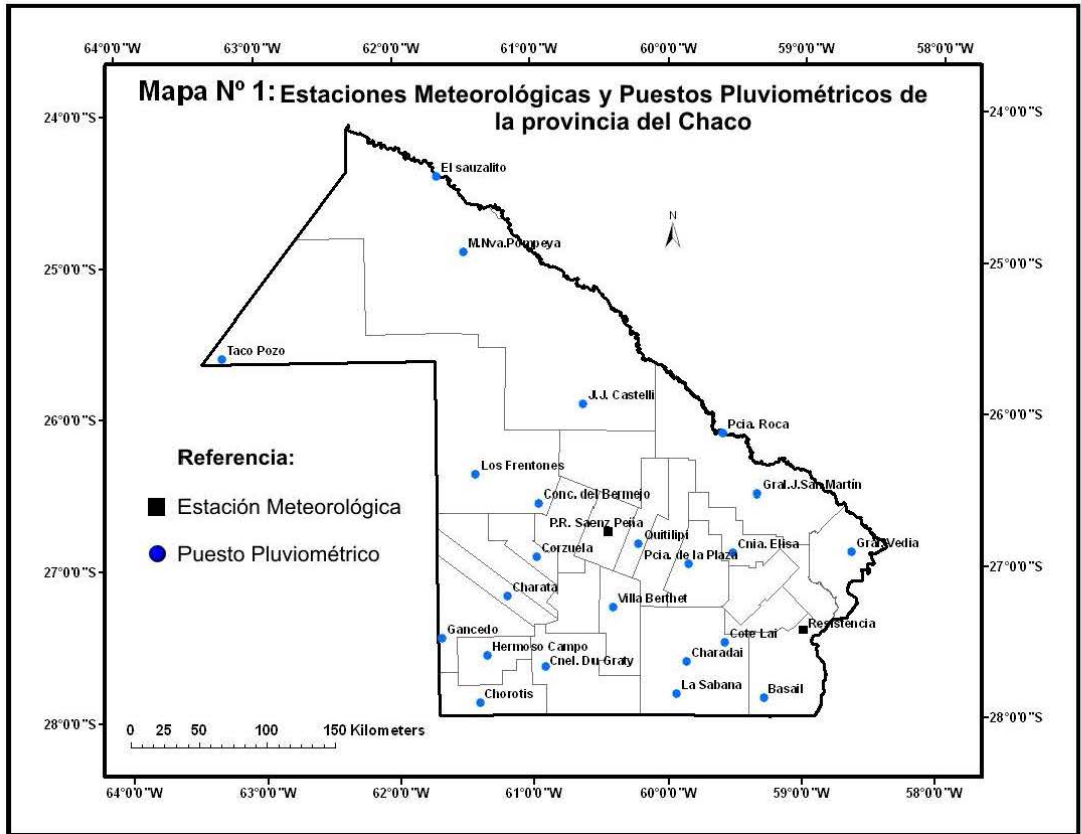 64°0'0"W 63°0'0"W 62°0'0"W 61°0'0"W 60°0'0"W 59°0'0"W 58°0'0"W
Mapa Nº 1: Estaciones Meteorológicas y Puestos Pluviométricos de
la provincia del Chaco
24°0'0"S 24°0'0"S
El sauzalito
N
M.Nva.Pompeya
25°0'0"S 25°0'0"S
Taco Pozo
J.J. Castelli
26°0'0"S 26°0'0"S
Pcia. Roca
Referencia:
Los Frentones
Gral.J.San Martín
Estación Meteorológica
Conc. del Bermejo
P.R. Saenz Peña
Quitilipi
Cnia. Elisa
Gral. Vedia
Puesto Pluviométrico
Corzuela
Pcia. de la Plaza
27°0'0"S 27°0'0"S
Charata
Villa Berthet
Resistencia
Gancedo
Cote Lai
Hermoso Campo
Charadai
Cnel. Du Graty
La Sabana
Basail
Chorotis
28°0'0"S 28°0'0"S
0 25 50 100 150 Kilometers
64°0'0"W 63°0'0"W 62°0'0"W 61°0'0"W 60°0'0"W 59°0'0"W 58°0'0"W